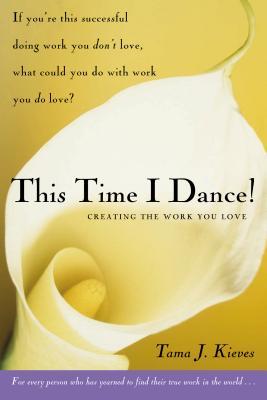 If you're this successful
doing work you don't love,
what could you do with work
you do love?
This Time I Dance!
CREATING THE WORK YOU LOVE
Tama J. Kieves
For every person who has yearned to find their true work in the world . . .